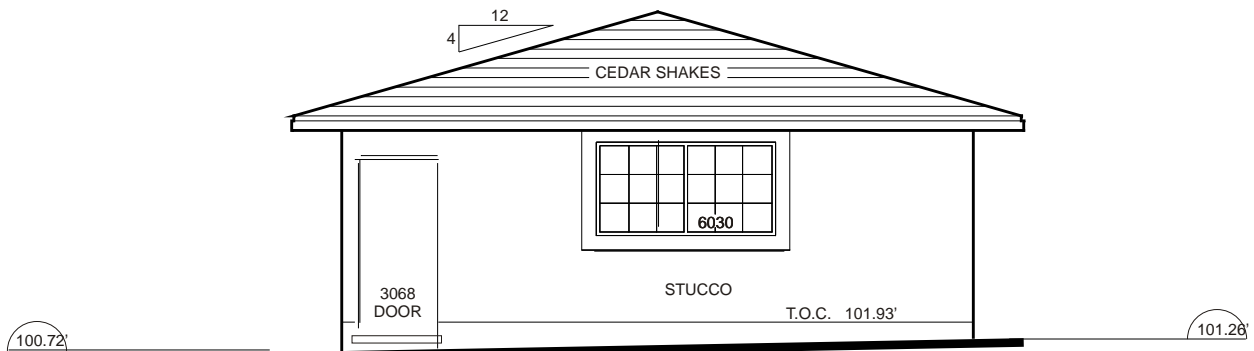 12
4
CEDAR SHAKES
6030
3068
DOOR
STUCCO
T.O.C. 101.93'
100.72'
101.26'